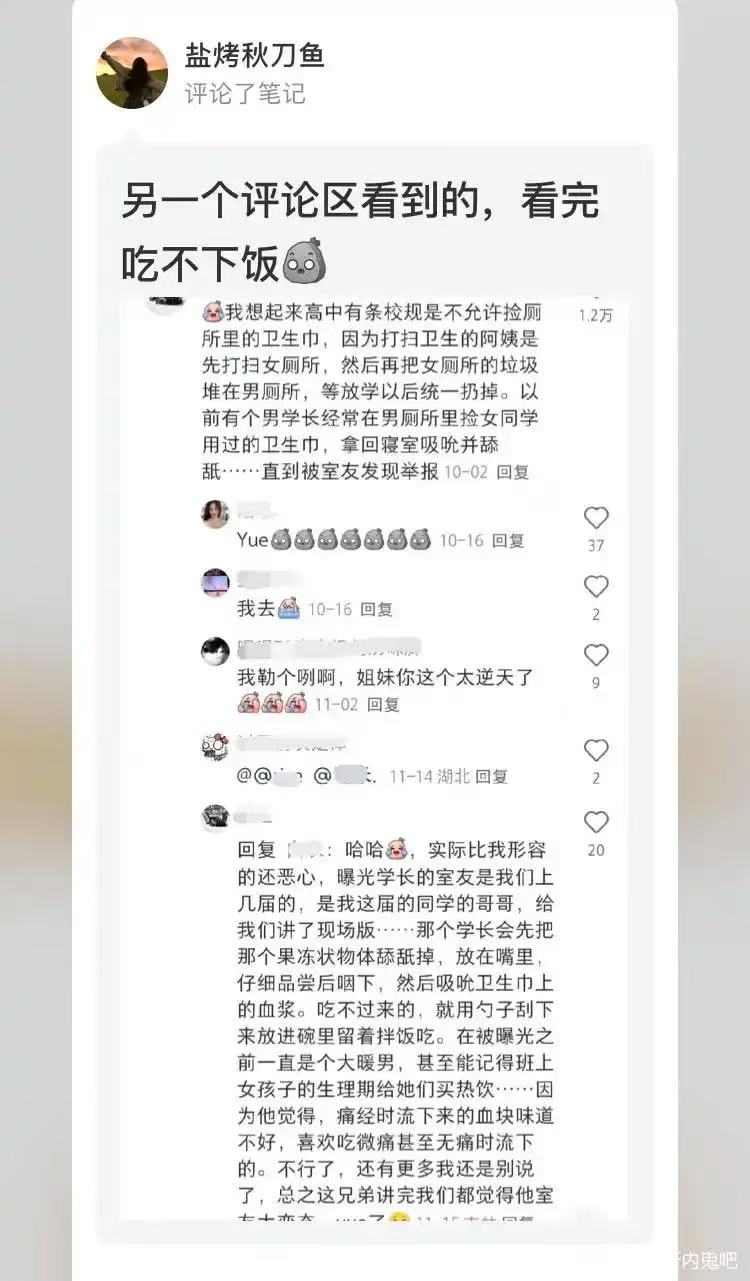 盐烤秋刀鱼
评论了笔记
另一个评论区看到的，看完
吃不下饭
我想起来高中有条校规是不允许捡厕
1.2万
所里的卫生巾，因为打扫卫生的阿姨是
先打扫女厕所，然后再把女厕所的垃圾
堆在男厕所，等放学以后统一扔掉。以
前有个男学长经常在男厕所里捡女同学
用过的卫生巾，拿回寝室吸吮并舔
舐……直到被室友发现举报 10-02 回复
Yue 10-16 回复
37
我去 10-16 回复
2
我勒个咧啊，姐妹你这个太逆天了
9
11-02 回复
@@ @ 11-14 湖北 回复
2
回复 ：哈哈，实际比我形容
20
的还恶心，曝光学长的室友是我们上
几届的，是我这届的同学的哥哥，给
我们讲了现场版……那个学长会先把
那个果冻状物体舔舐掉，放在嘴里，
仔细品尝后咽下，然后吸吮卫生巾上
的血浆。吃不过来的，就用勺子刮下
来放进碗里留着拌饭吃。在被曝光之
前一直是个大暖男，甚至能记得班上
女孩子的生理期给她们买热饮……因
为他觉得，痛经时流下来的血块味道
不好，喜欢吃微痛甚至无痛时流下
的。不行了，还有更多我还是别说
了，总之这兄弟讲完我们都觉得他室
内鬼吧